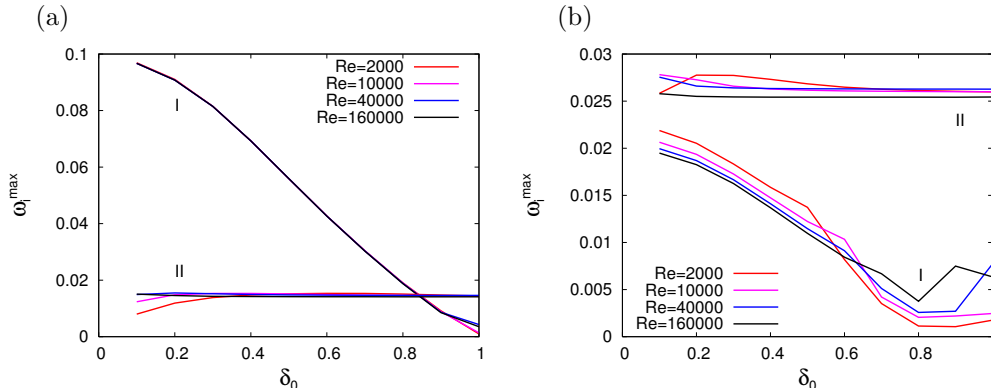 (a)
0.1
0.08
0.06
0.04
0.02
0
ω_i^max
I
II
Re=2000
Re=10000
Re=40000
Re=160000
0 0.2 0.4 0.6 0.8 1
δ_0
(b)
0.03
0.025
0.02
0.015
0.01
0.005
0
ω_i^max
II
I
Re=2000
Re=10000
Re=40000
Re=160000
0 0.2 0.4 0.6 0.8 1
δ_0